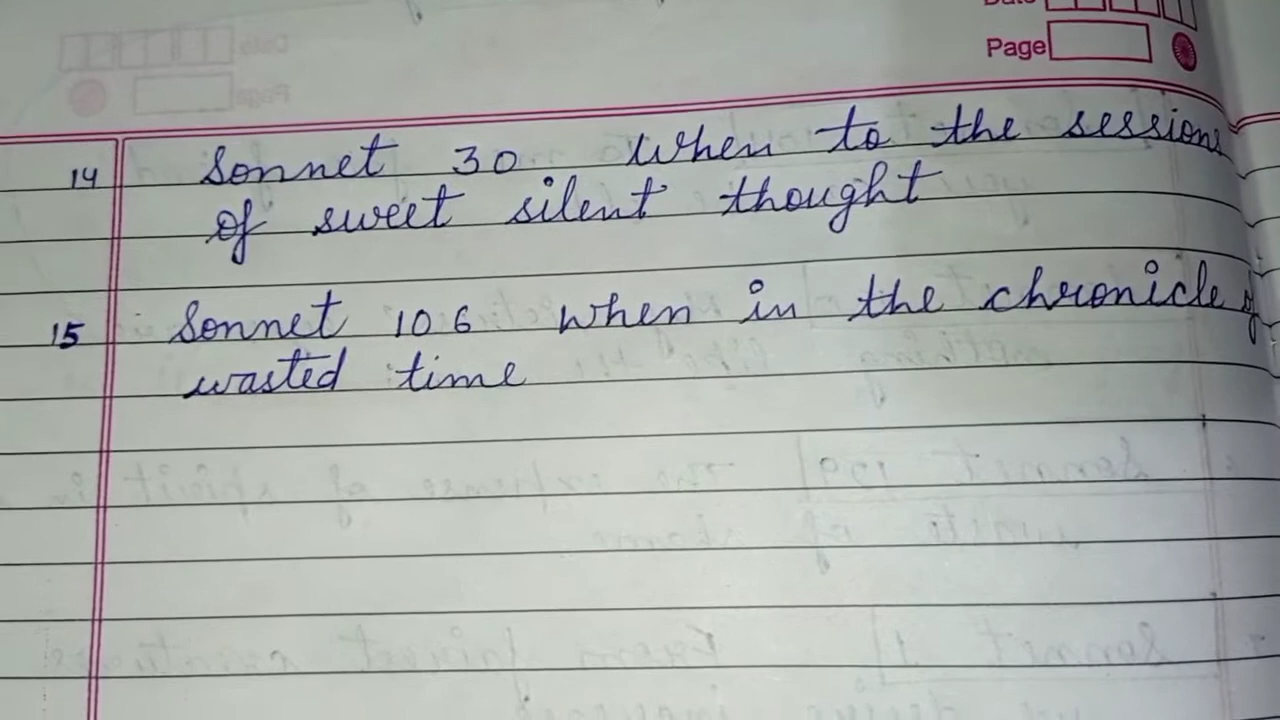 Date
Page
14 Sonnet 30 When to the sessions
of sweet silent thought
15 Sonnet 106 When in the chronicle of
wasted time